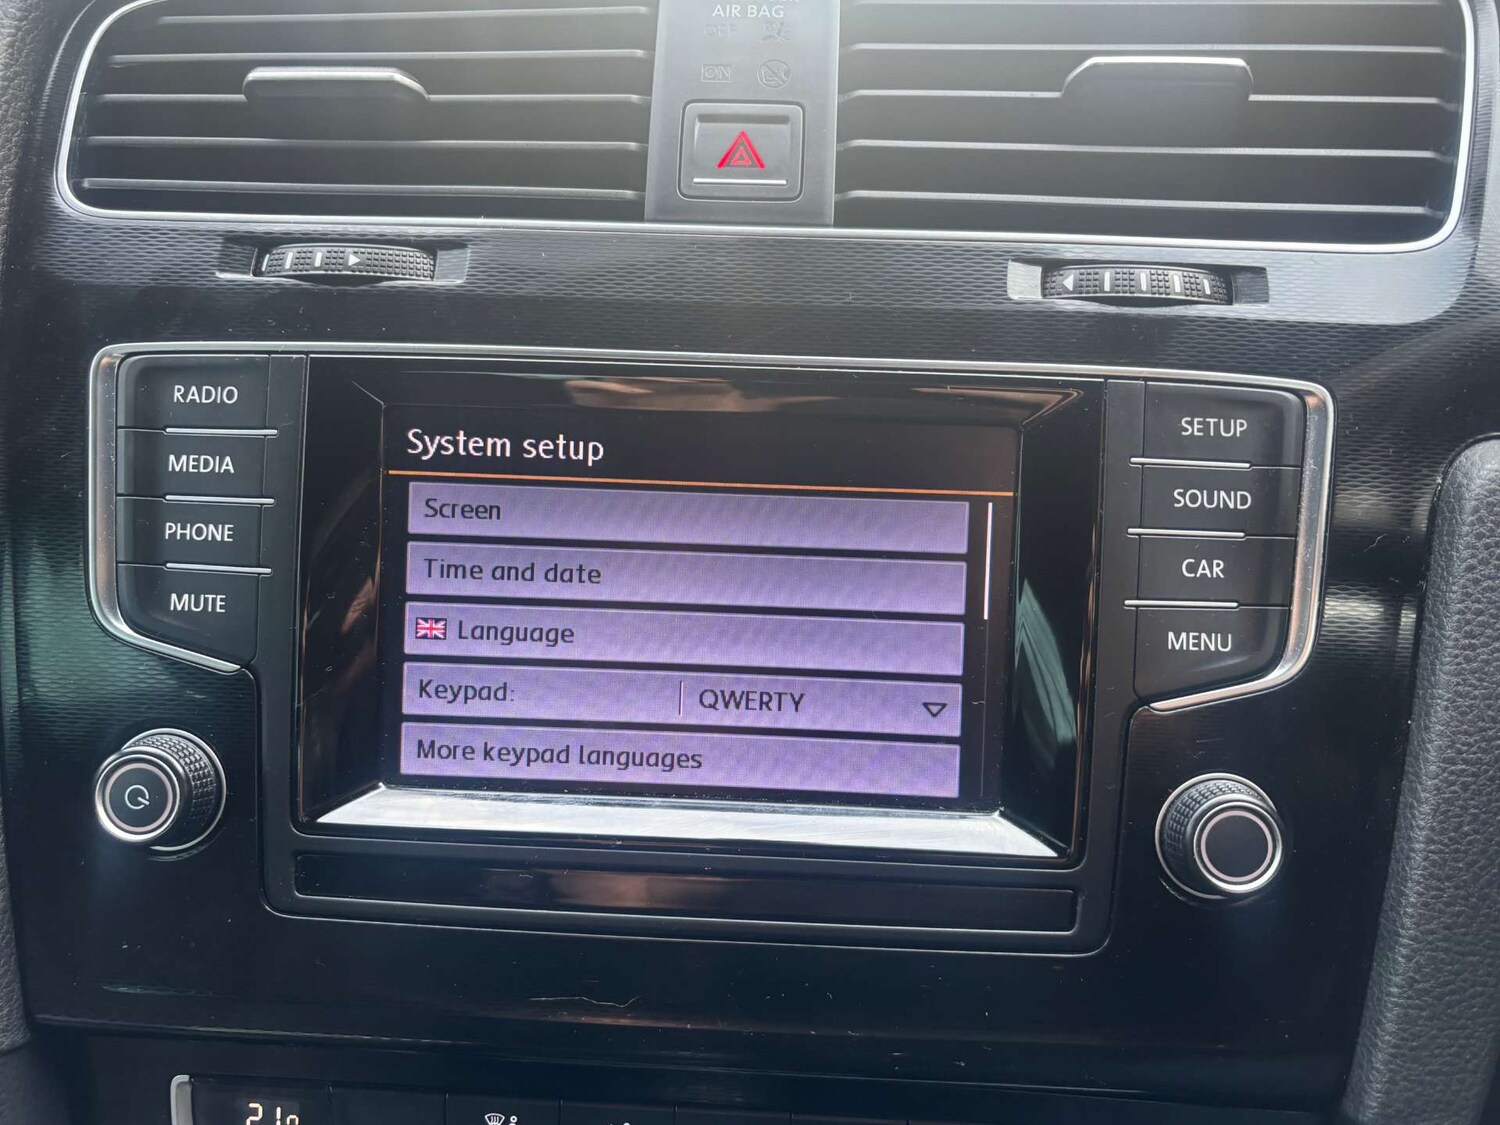 AIR BAG
OFF
ON
RADIO
MEDIA
PHONE
MUTE
System setup
Screen
Time and date
Language
Keypad: QWERTY
More keypad languages
SETUP
SOUND
CAR
MENU